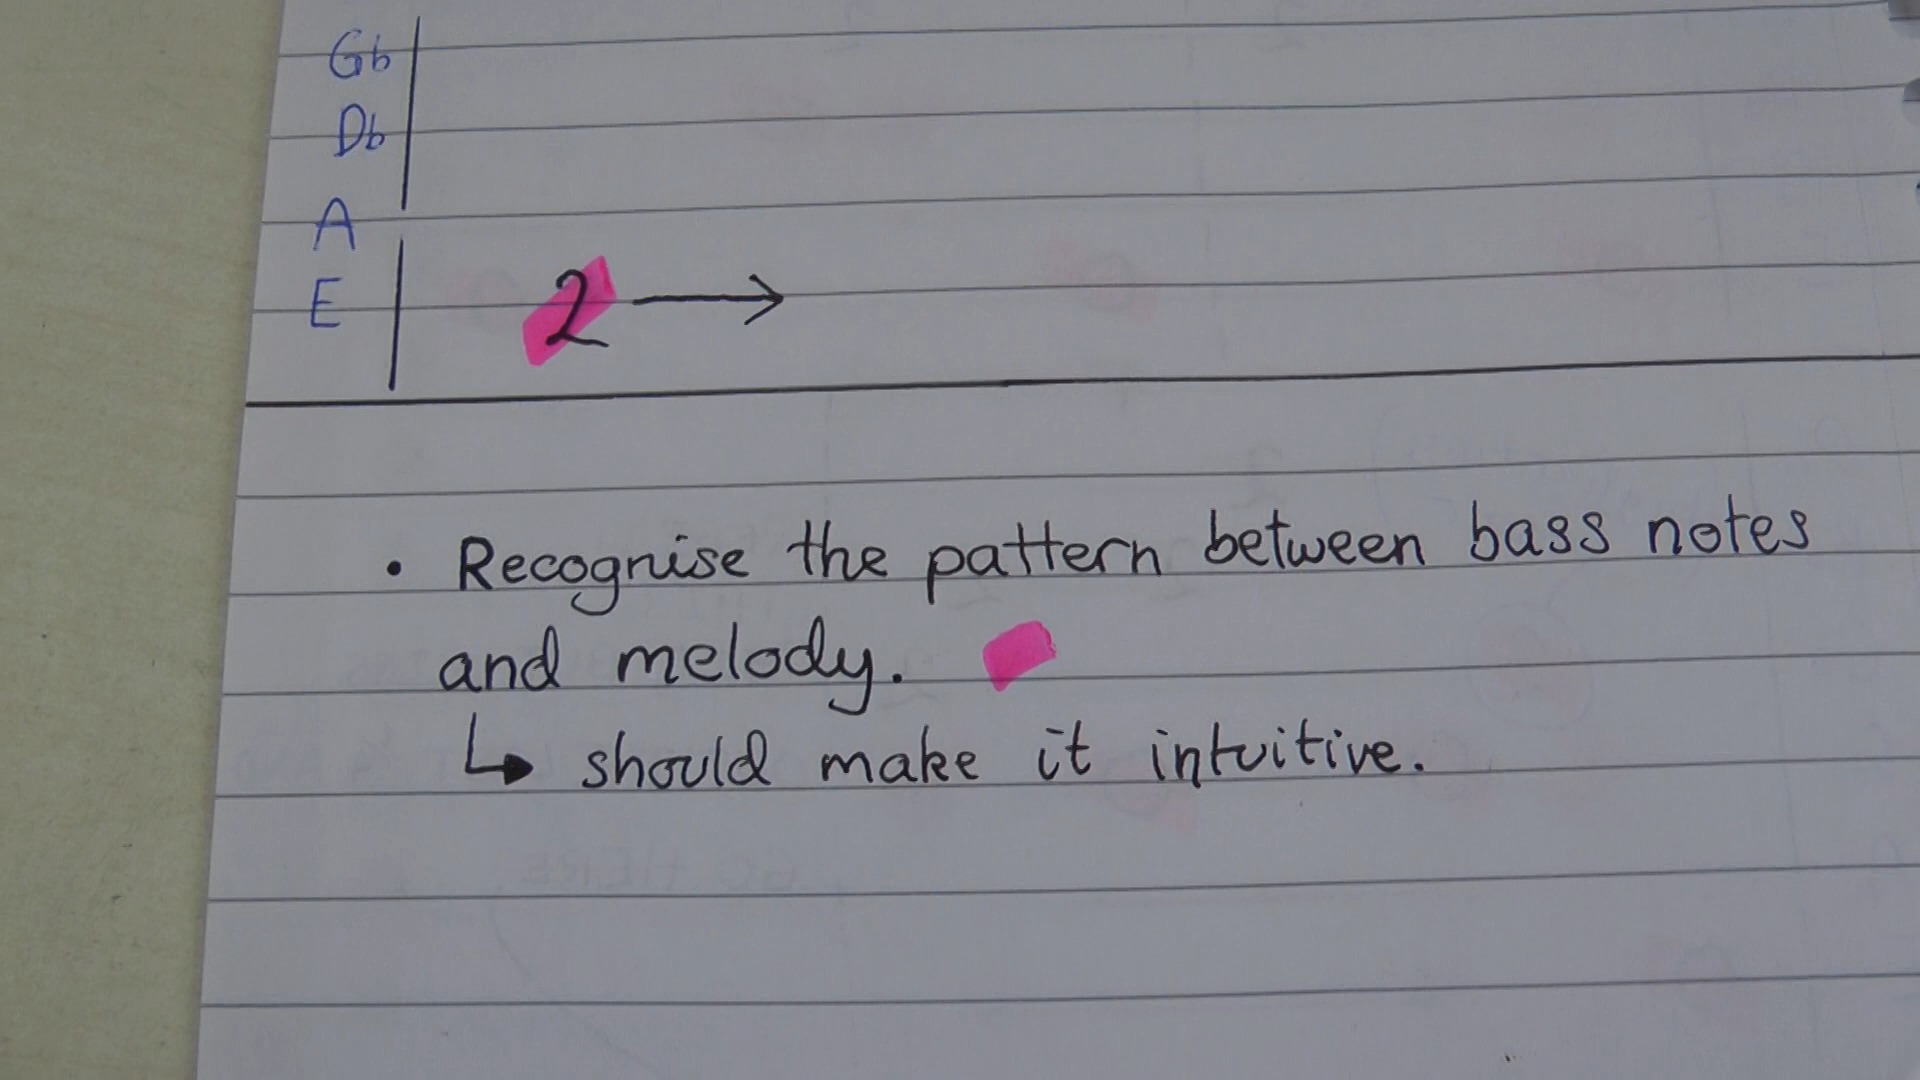 Gb
Db
A
E 2 →
• Recognise the pattern between bass notes
and melody.
↳ should make it intuitive.